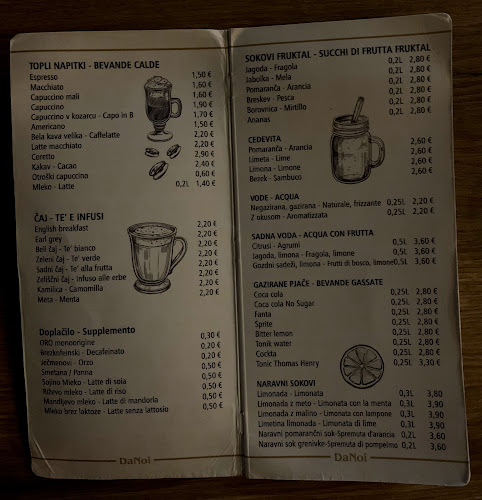 TOPLI NAPITKI - BEVANDE CALDE
Espresso 1,50 €
Macchiato 1,60 €
Capuccino mali 1,60 €
Capuccino 1,90 €
Capuccino v kozarcu - Capo in B 1,70 €
Americano 1,50 €
Bela kava velika - Caffelatte 2,20 €
Latte macchiato 2,20 €
Coretto 2,90 €
Kakav - Cacao 2,40 €
Otroški capuccino 0,60 €
Mleko - Latte 0,2L 1,40 €
ČAJ - TE' E INFUSI
English breakfast 2,20 €
Earl grey 2,20 €
Beli čaj - Te' bianco 2,20 €
Zeleni čaj - Te' verde 2,20 €
Sadni čaj - Te' alla frutta 2,20 €
Zeliščni čaj - Infuso alle erbe 2,20 €
Kamilica - Camomilla 2,20 €
Meta - Menta 2,20 €
Doplačilo - Supplemento
ORO monoorigine 0,30 €
Brezkofeinski - Decafeinato 0,20 €
Ječmenovi - Orzo 0,20 €
Smetana / Panna 0,50 €
Sojino Mleko - Latte di soia 0,50 €
Riževo mleko - Latte di riso 0,50 €
Mandljevo mleko - Latte di mandorla 0,50 €
Mleko brez laktoze - Latte senza lattosio 0,50 €
DaNoi
SOKOVI FRUKTAL - SUCCHI DI FRUTTA FRUKTAL
Jagoda - Fragola 0,2L 2,80 €
Jabolka - Mela 0,2L 2,80 €
Pomaranča - Arancia 0,2L 2,80 €
Breskev - Pesca 0,2L 2,80 €
Borovnica - Mirtillo 0,2L 2,80 €
Ananas 0,2L 2,80 €
CEDEVITA
Pomaranča - Arancia 2,60 €
Limeta - Lime 2,60 €
Limona - Limone 2,60 €
Bezek - Sambuco 2,60 €
VODE - ACQUA
Negazirana, gazirana - Naturale, frizzante 0,25L 2,20 €
Z okusom - Aromatizzata 0,25L 2,20 €
SADNA VODA - ACQUA CON FRUTTA
Citrusi - Agrumi 0,5L 3,60 €
Jagoda, limona - Fragola, limone 0,5L 3,60 €
Gozdni sadeži, limona - Frutti di bosco, limone 0,5L 3,60 €
GAZIRANE PIJAČE - BEVANDE GASSATE
Coca cola 0,25L 2,80 €
Coca cola No Sugar 0,25L 2,80 €
Fanta 0,25L 2,80 €
Sprite 0,25L 2,80 €
Bitter lemon 0,25L 2,80 €
Tonik water 0,25L 2,80 €
Cockta 0,25L 2,80 €
Tonic Thomas Henry 0,25L 3,30 €
NARAVNI SOKOVI
Limonada - Limonata 0,3L 3,80
Limonada z meto - Limonata con la menta 0,3L 3,90
Limonada z malino - Limonata con lampone 0,3L 3,90
Limetina limonada - Limonata di lime 0,3L 3,90
Naravni pomarančni sok-Spremuta d'arancia 0,2L 3,60
Naravni sok grenivke-Spremuta di pompelmo 0,2L 3,60
DaNoi